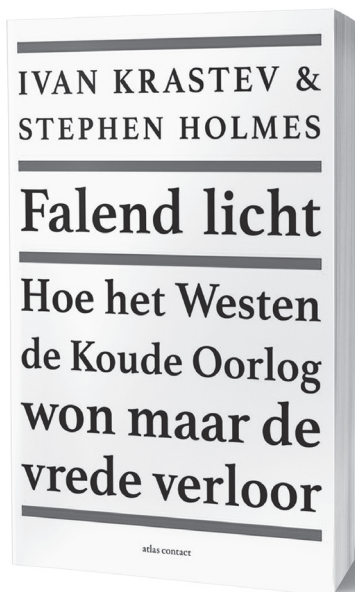 IVAN KRASTEV &
STEPHEN HOLMES
Falend licht
Hoe het Westen
de Koude Oorlog
won maar de
vrede verloor
atlas contact